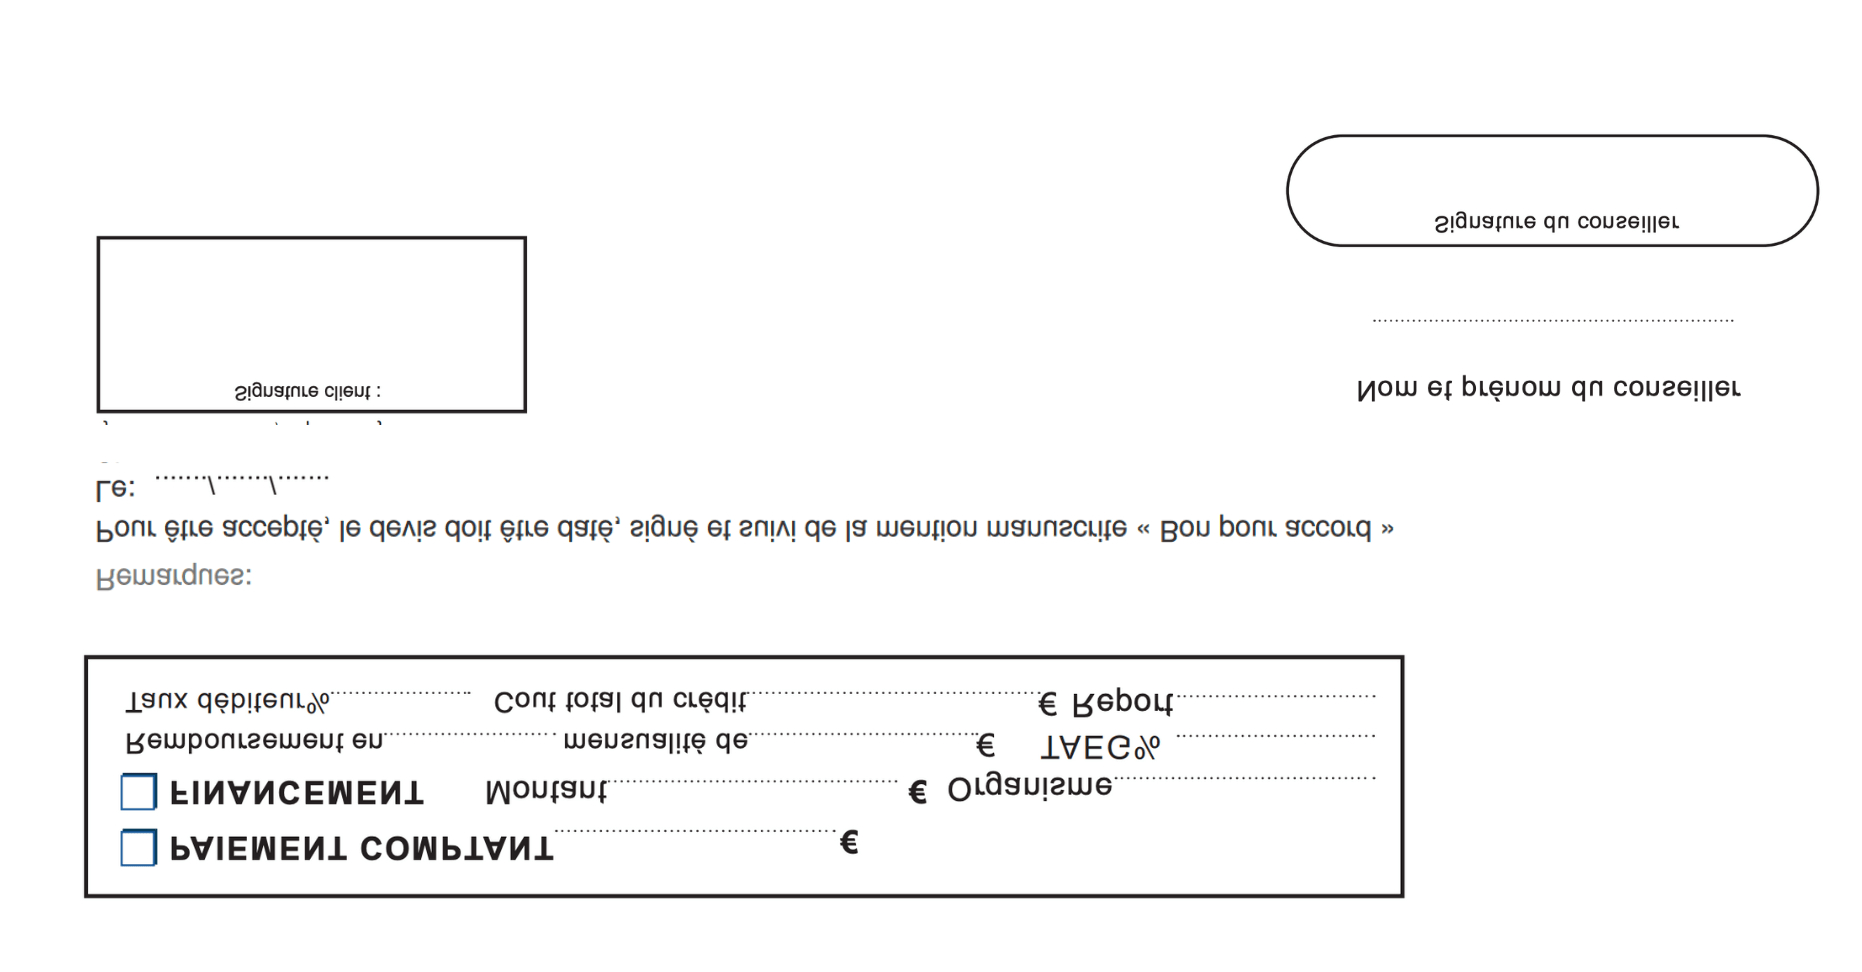 PAIEMENT COMPTANT........................................€
FINANCEMENT Montant........................................€ Organisme........................................
Remboursement en........................ mensualité de................................€ TAEG% ............................
Taux débiteur%.................... Cout total du crédit..........................................€ Report............................
Remarques:
Pour être accepté, le devis doit être daté, signé et suivi de la mention manuscrite « Bon pour accord »
Le: ......./......./.......
Signature client :
Nom et prénom du conseiller
............................................................
Signature du conseiller